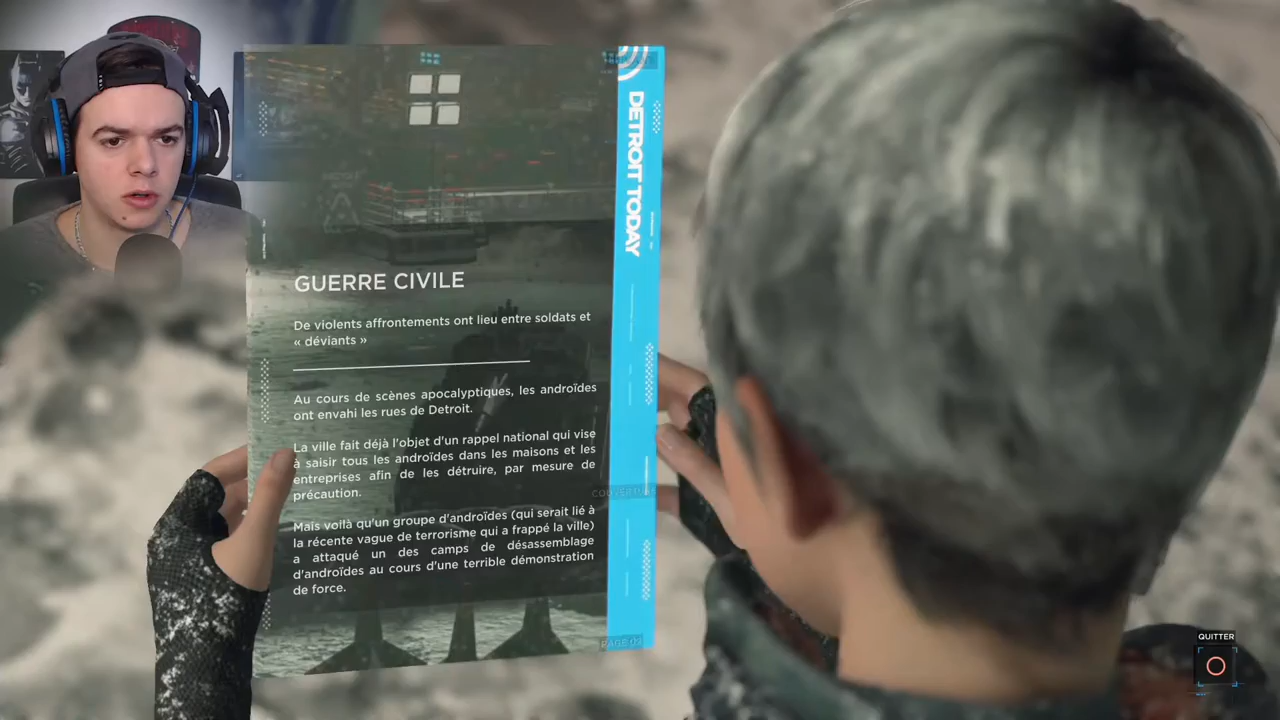 DETROIT TODAY
GUERRE CIVILE
De violents affrontements ont lieu entre soldats et
« déviants »
Au cours de scènes apocalyptiques, les androïdes
ont envahi les rues de Detroit.
La ville fait déjà l'objet d'un rappel national qui vise
à saisir tous les androïdes dans les maisons et les
entreprises afin de les détruire, par mesure de
précaution.
Mais voilà qu'un groupe d'androïdes (qui serait lié à
la récente vague de terrorisme qui a frappé la ville)
a attaqué un des camps de désassemblage
d'androïdes au cours d'une terrible démonstration
de force.
QUITTER